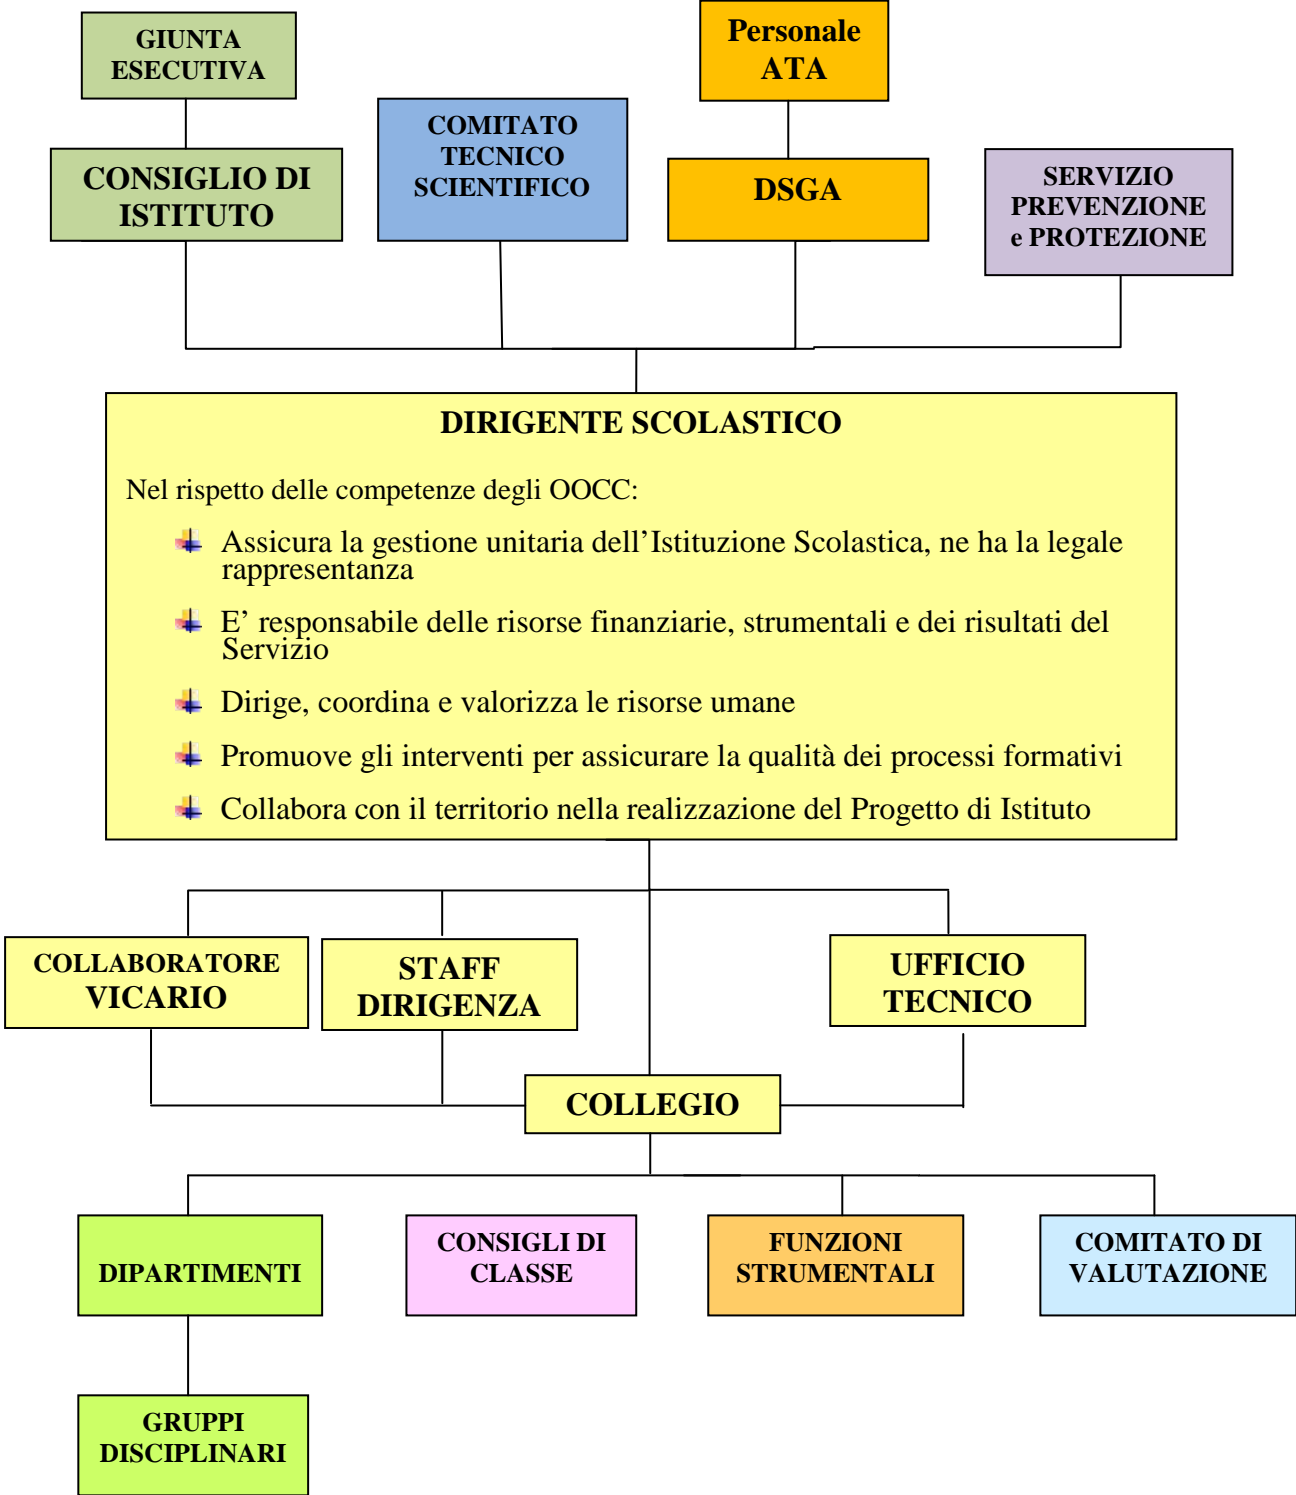 GIUNTA
ESECUTIVA
Personale
ATA
COMITATO
TECNICO
SCIENTIFICO
CONSIGLIO DI
ISTITUTO
DSGA
SERVIZIO
PREVENZIONE
e PROTEZIONE
DIRIGENTE SCOLASTICO
Nel rispetto delle competenze degli OOCC:
Assicura la gestione unitaria dell’Istituzione Scolastica, ne ha la legale
rappresentanza
E’ responsabile delle risorse finanziarie, strumentali e dei risultati del
Servizio
Dirige, coordina e valorizza le risorse umane
Promuove gli interventi per assicurare la qualità dei processi formativi
Collabora con il territorio nella realizzazione del Progetto di Istituto
COLLABORATORE
VICARIO
STAFF
DIRIGENZA
UFFICIO
TECNICO
COLLEGIO
DIPARTIMENTI
CONSIGLI DI
CLASSE
FUNZIONI
STRUMENTALI
COMITATO DI
VALUTAZIONE
GRUPPI
DISCIPLINARI